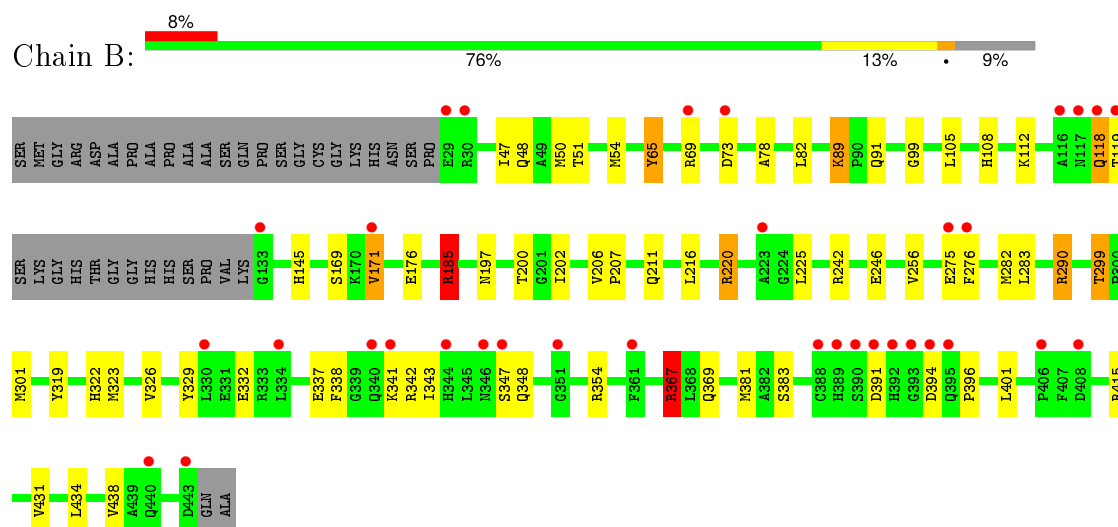 8%
Chain B:
76% 13% • 9%
SER MET GLY ARG ASP ALA PRO ALA PRO ALA ALA SER GLN PRO SER GLY CYS GLY LYS HIS ASN SER PRO E29 R30 I47 Q48 A49 M50 T51 M54 Y65 R69 D73 A78 L82 K89 P90 Q91 G99 L105 H108 K112 A116 N117 Q118 T119
SER LYS GLY HIS THR GLY GLY HIS HIS SER PRO VAL LYS G133 H145 S169 K170 V171 E176 R185 N197 T200 G201 I202 V206 P207 Q211 L216 R220 A223 G224 L225 R242 E246 V256 E275 F276 M282 L283 R290 T299 P300
M301 Y319 H322 M323 V326 Y329 L330 E331 E332 R333 L334 E337 F338 G339 Q340 K341 R342 I343 H344 L345 N346 S347 Q348 G351 R354 F361 R367 L368 Q369 M381 A382 S383 C388 H389 S390 D391 H392 G393 D394 Q395 P396 L401 P406 F407 D408 R415
V431 L434 V438 A439 Q440 D443 GLN ALA